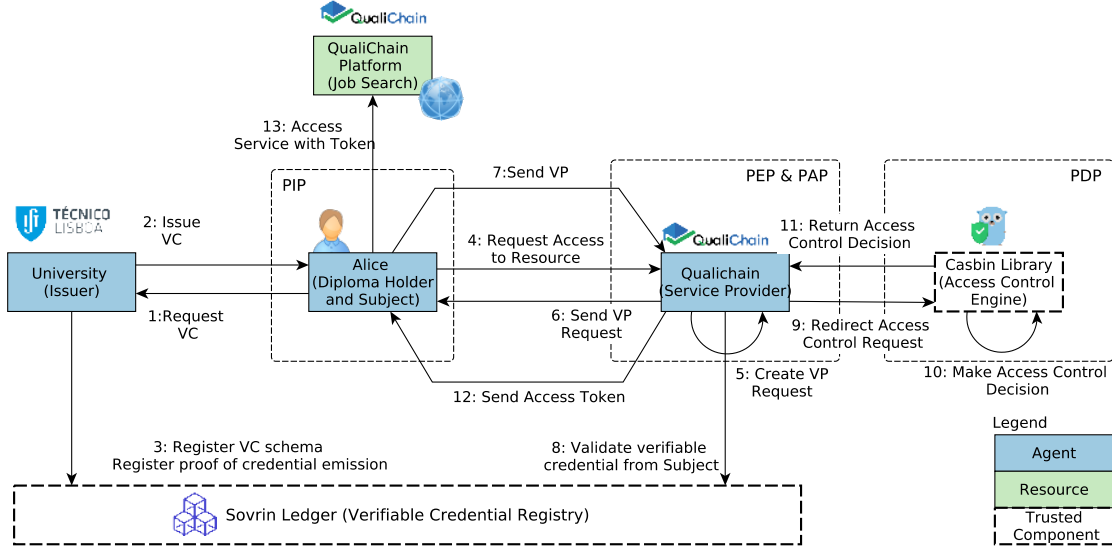 QualiChain
QualiChain
Platform
(Job Search)
13: Access
Service with Token
PIP
7:Send VP
PEP & PAP
PDP
TÉCNICO
LISBOA
2: Issue
VC
4: Request Access
to Resource
QualiChain
11: Return Access
Control Decision
University
(Issuer)
Alice
(Diploma Holder
and Subject)
Qualichain
(Service Provider)
Casbin Library
(Access Control
Engine)
1:Request
VC
6: Send VP
Request
9: Redirect Access
Control Request
5: Create VP
Request
10: Make Access Control
Decision
12: Send Access Token
3: Register VC schema
Register proof of credential emission
8: Validate verifiable
credential from Subject
Legend
Agent
Resource
Trusted
Component
Sovrin Ledger (Verifiable Credential Registry)